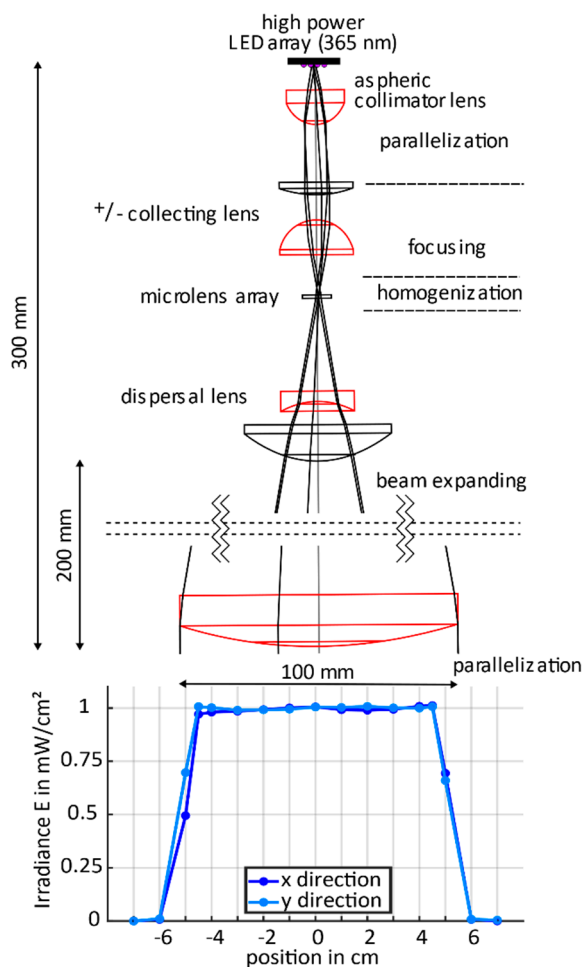 high power
LED array (365 nm)
aspheric
collimator lens
parallelization
+/- collecting lens
focusing
microlens array
homogenization
300 mm
dispersal lens
beam expanding
200 mm
parallelization
100 mm
Irradiance E in mW/cm²
1
0.75
0.5
0.25
0
x direction
y direction
-6 -4 -2 0 2 4 6
position in cm